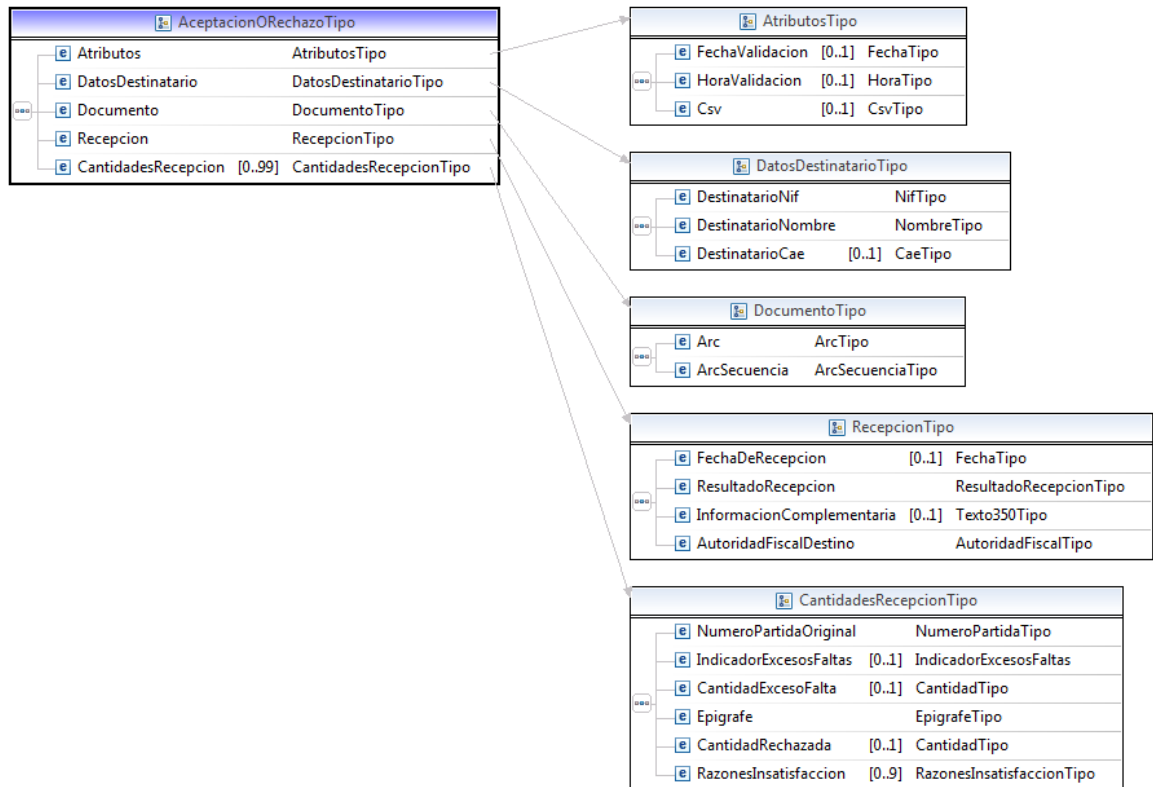 AceptacionORechazoTipo
Atributos AtributosTipo
DatosDestinatario DatosDestinatarioTipo
Documento DocumentoTipo
Recepcion RecepcionTipo
CantidadesRecepcion [0..99] CantidadesRecepcionTipo
AtributosTipo
FechaValidacion [0..1] FechaTipo
HoraValidacion [0..1] HoraTipo
Csv [0..1] CsvTipo
DatosDestinatarioTipo
DestinatarioNif NifTipo
DestinatarioNombre NombreTipo
DestinatarioCae [0..1] CaeTipo
DocumentoTipo
Arc ArcTipo
ArcSecuencia ArcSecuenciaTipo
RecepcionTipo
FechaDeRecepcion [0..1] FechaTipo
ResultadoRecepcion ResultadoRecepcionTipo
InformacionComplementaria [0..1] Texto350Tipo
AutoridadFiscalDestino AutoridadFiscalTipo
CantidadesRecepcionTipo
NumeroPartidaOriginal NumeroPartidaTipo
IndicadorExcesosFaltas [0..1] IndicadorExcesosFaltas
CantidadExcesoFalta [0..1] CantidadTipo
Epigrafe EpigrafeTipo
CantidadRechazada [0..1] CantidadTipo
RazonesInsatisfaccion [0..9] RazonesInsatisfaccionTipo